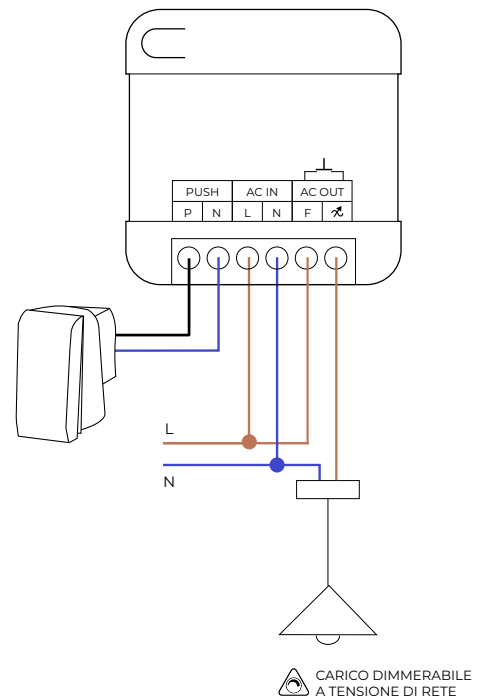 PUSH AC IN AC OUT
P N L N F
L
N
CARICO DIMMERABILE
A TENSIONE DI RETE